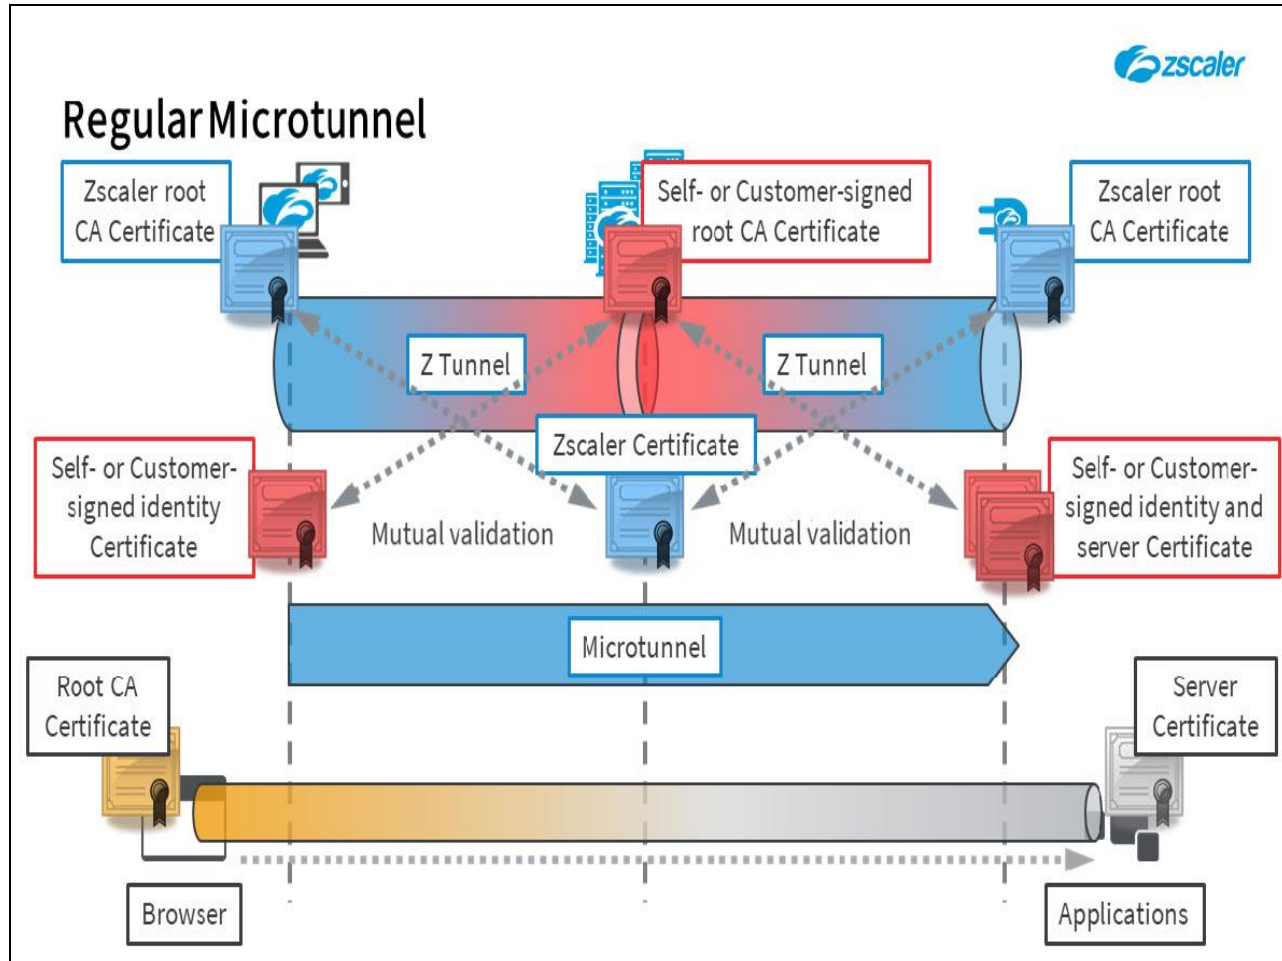 zscaler
Regular Microtunnel
Zscaler root
CA Certificate
Self- or Customer-signed
root CA Certificate
Zscaler root
CA Certificate
Z Tunnel
Z Tunnel
Zscaler Certificate
Self- or Customer-
signed identity
Certificate
Mutual validation
Mutual validation
Self- or Customer-
signed identity and
server Certificate
Microtunnel
Root CA
Certificate
Server
Certificate
Browser
Applications